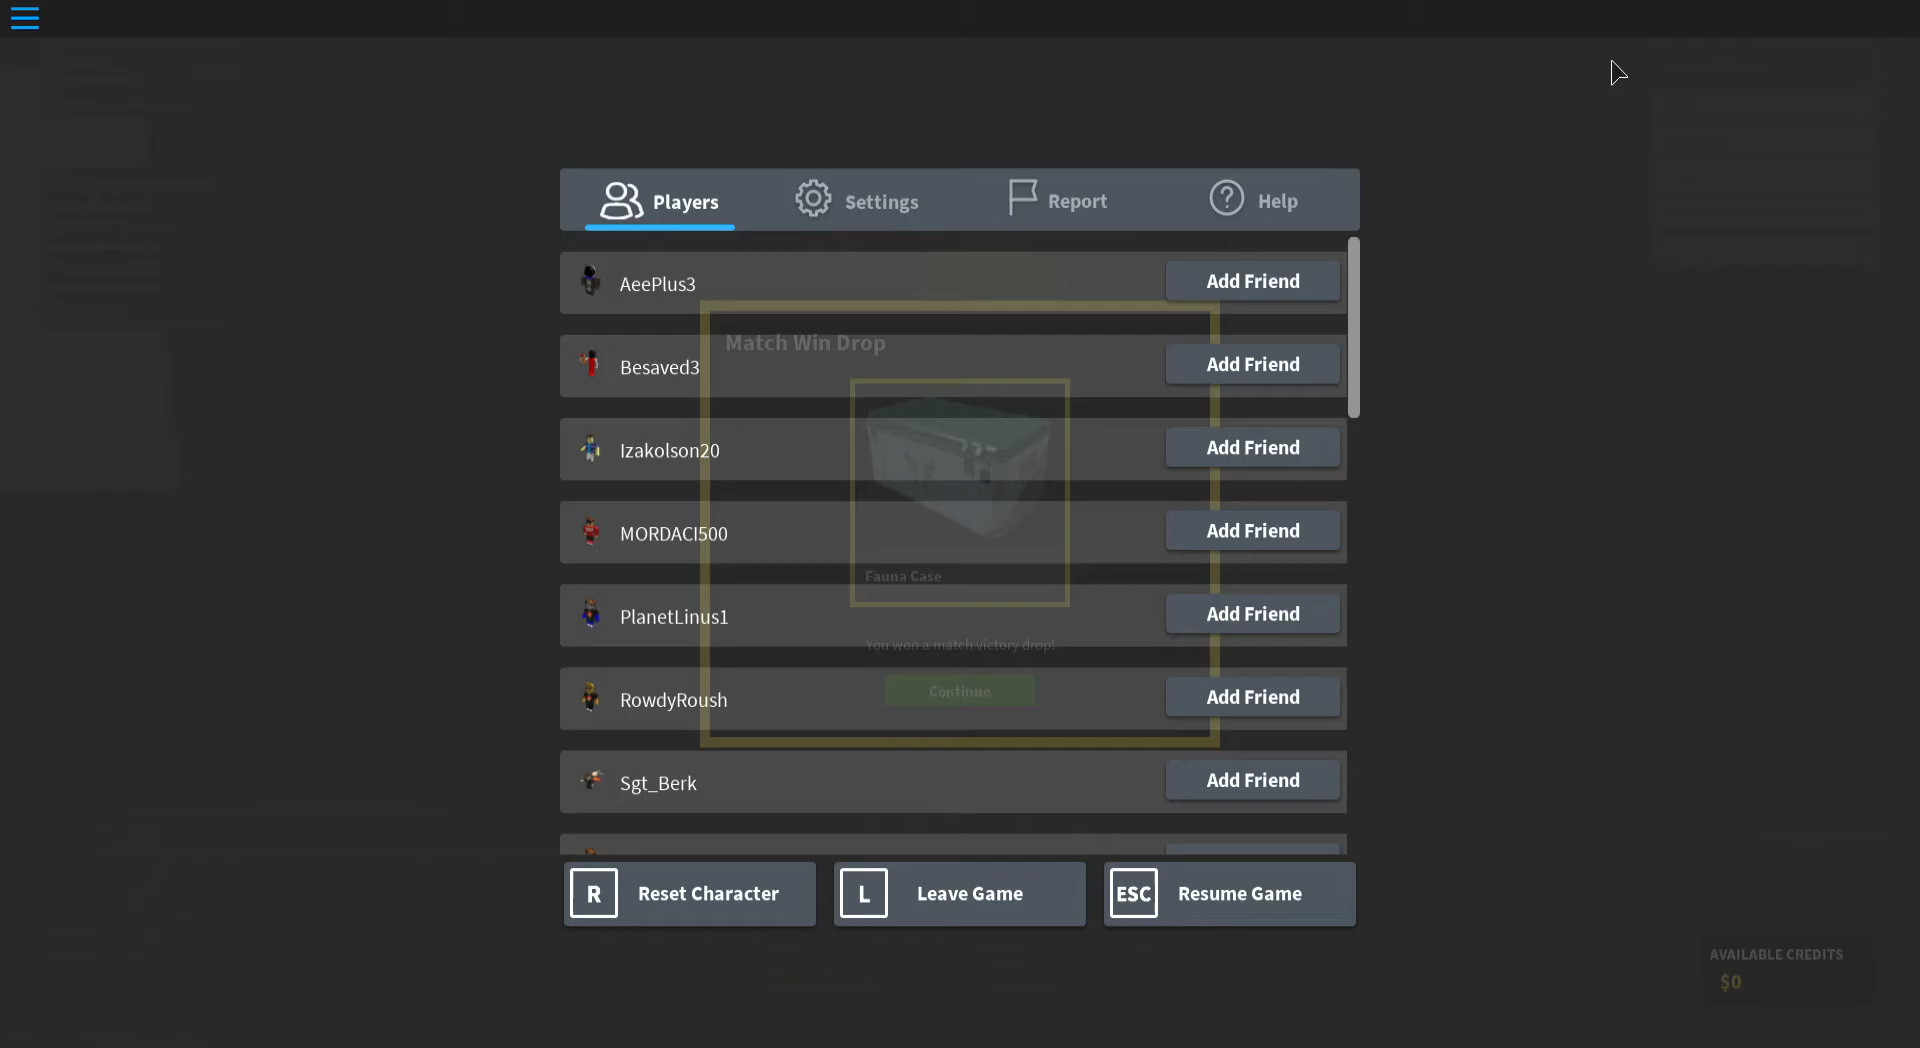 Players
Settings
Report
Help
AeePlus3
Add Friend
Match Win Drop
Besaved3
Add Friend
Izakolson20
Add Friend
MORDACI500
Add Friend
Fauna Case
PlanetLinus1
Add Friend
You won a match victory drop!
Continue
RowdyRoush
Add Friend
Sgt_Berk
Add Friend
R Reset Character
L Leave Game
ESC Resume Game
AVAILABLE CREDITS
$0